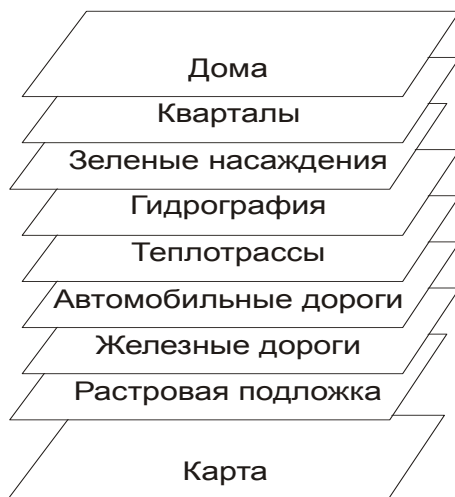 Дома
Кварталы
Зеленые насаждения
Гидрография
Теплотрассы
Автомобильные дороги
Железные дороги
Растровая подложка
Карта